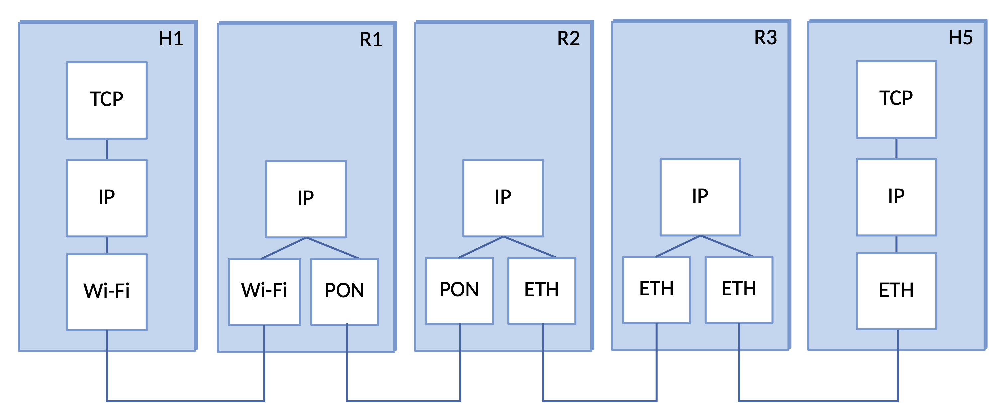 H1
TCP
IP
Wi-Fi
R1
IP
Wi-Fi
PON
R2
IP
PON
ETH
R3
IP
ETH
ETH
H5
TCP
IP
ETH